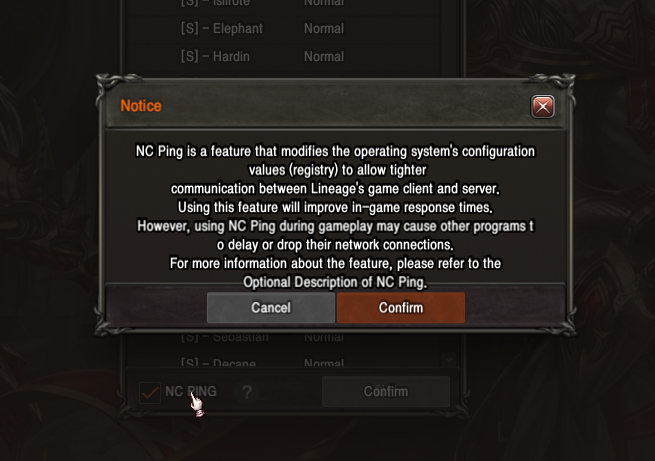 [S] - Isilrote Normal
[S] - Elephant Normal
[S] - Hardin Normal
Notice
NC Ping is a feature that modifies the operating system's configuration
values (registry) to allow tighter
communication between Lineage's game client and server.
Using this feature will improve in-game response times.
However, using NC Ping during gameplay may cause other programs t
o delay or drop their network connections.
For more information about the feature, please refer to the
Optional Description of NC Ping.
Cancel Confirm
[S] - Sebastian Normal
[S] - Decane Normal
NC PING ? Confirm